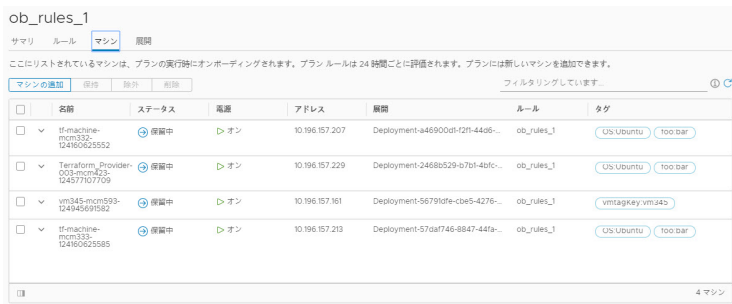 ob_rules_1
サマリ ルール マシン 展開
ここにリストされているマシンは、プランの実行時にオンボーディングされます。プラン ルールは 24 時間ごとに評価されます。プランには新しいマシンを追加できます。
マシンの追加 保持 除外 削除 フィルタリングしています...
名前 ステータス 電源 アドレス 展開 ルール タグ
tf-machine-
mcm332-
124160625552
保留中 オン 10.196.157.207 Deployment-a46900d1-f2f1-44d6-... ob_rules_1 OS:Ubuntu foo:bar
Terraform_Provider-
003-mcm423-
124577107709
保留中 オン 10.196.157.229 Deployment-2468b529-b7b1-4bfc-... ob_rules_1 OS:Ubuntu foo:bar
vm345-mcm593-
124945691582
保留中 オン 10.196.157.161 Deployment-56791dfe-cbe5-4276-... ob_rules_1 vmtagKey:vm345
tf-machine-
mcm333-
124160625585
保留中 オン 10.196.157.213 Deployment-57daf746-8847-44fa-... ob_rules_1 OS:Ubuntu foo:bar
4 マシン